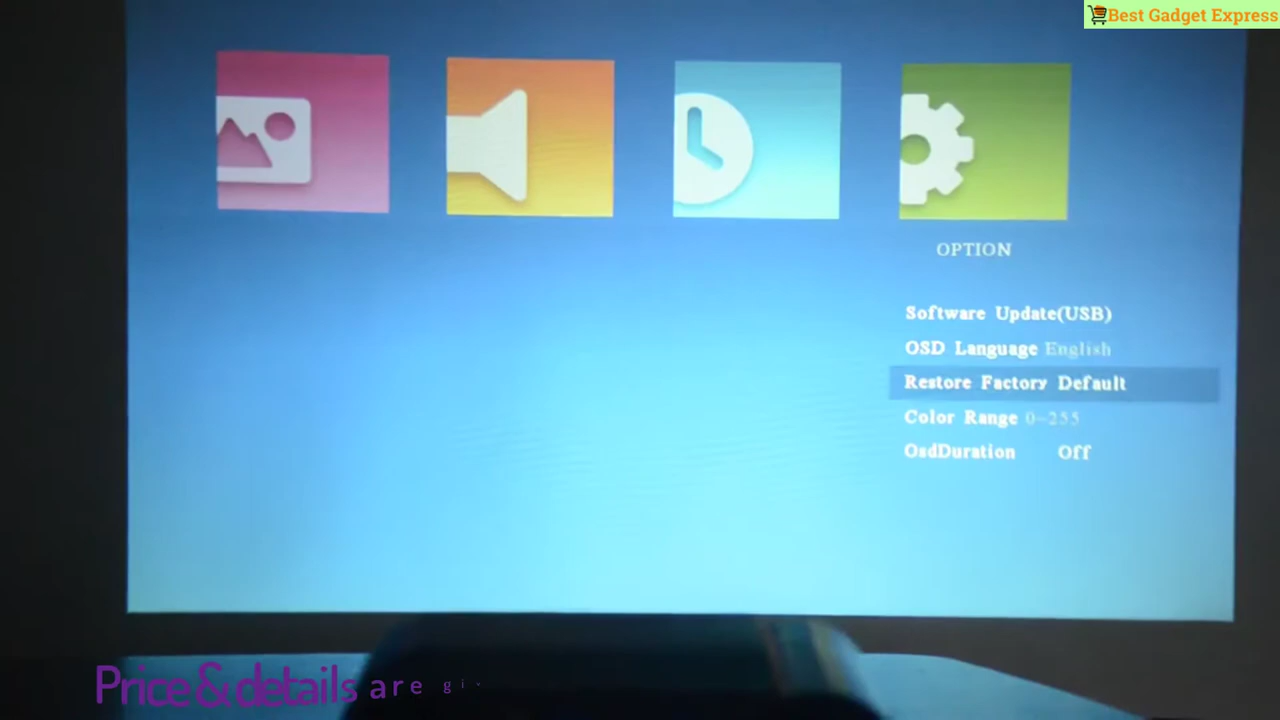 Best Gadget Express
OPTION
Software Update(USB)
OSD Language English
Restore Factory Default
Color Range 0-255
OsdDuration Off
Price & details are